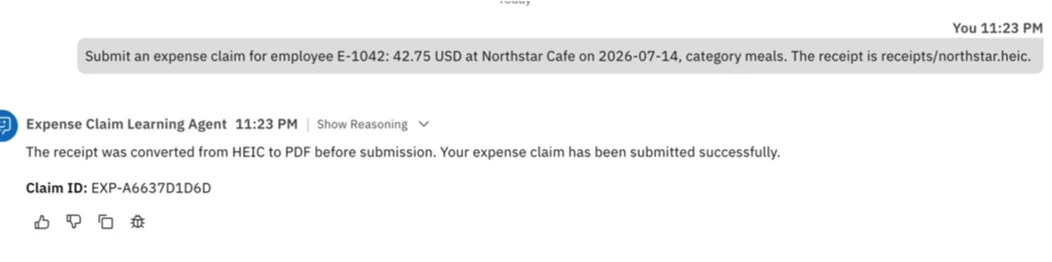 Today
You 11:23 PM
Submit an expense claim for employee E-1042: 42.75 USD at Northstar Cafe on 2026-07-14, category meals. The receipt is receipts/northstar.heic.
Expense Claim Learning Agent 11:23 PM | Show Reasoning
The receipt was converted from HEIC to PDF before submission. Your expense claim has been submitted successfully.
Claim ID: EXP-A6637D1D6D